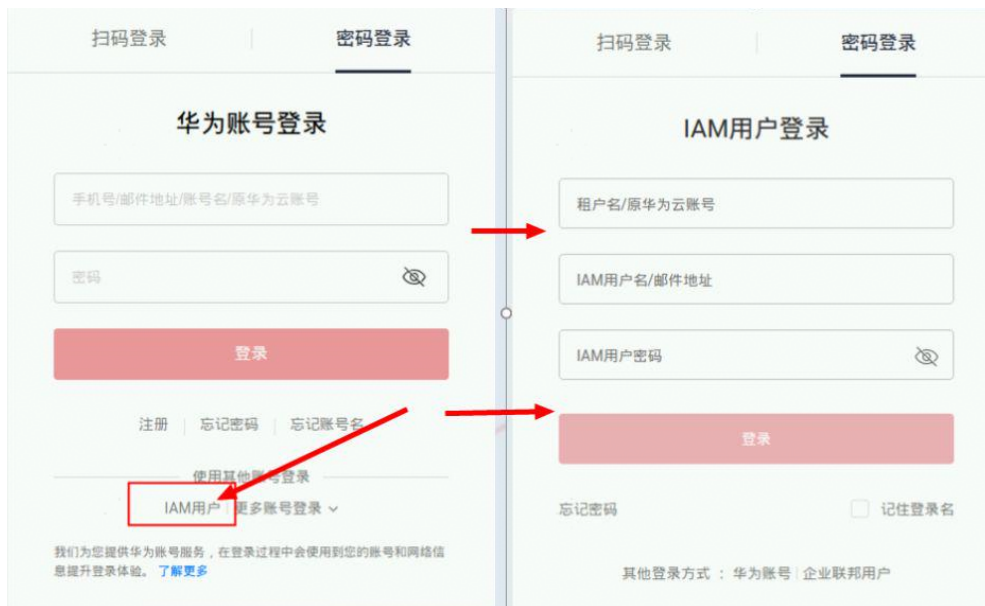 扫码登录
密码登录
华为账号登录
手机号/邮件地址/账号名/原华为云账号
密码
登录
注册 忘记密码 忘记账号名
使用其他账号登录
IAM用户 更多账号登录
我们为您提供华为账号服务,在登录过程中会使用到您的账号和网络信
息提升登录体验。 了解更多
扫码登录
密码登录
IAM用户登录
租户名/原华为云账号
IAM用户名/邮件地址
IAM用户密码
登录
忘记密码
记住登录名
其他登录方式 : 华为账号 企业联邦用户